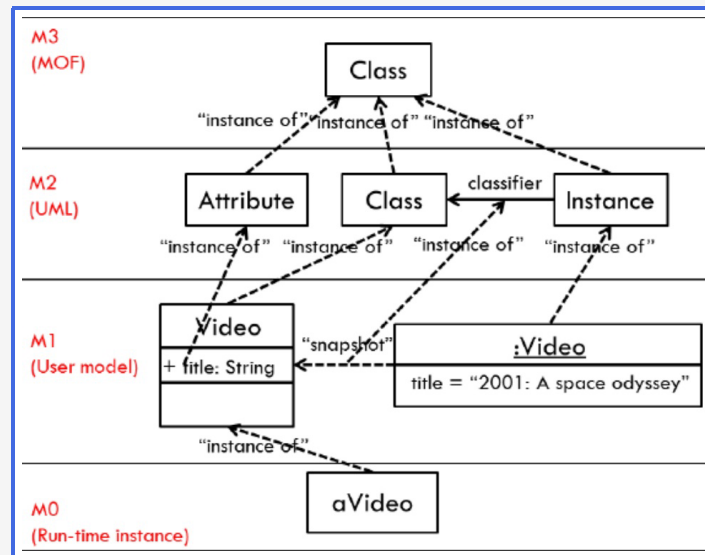 M3
(MOF)
Class
"instance of" "instance of" "instance of"
M2
(UML)
Attribute
Class
classifier
Instance
"instance of" "instance of" "instance of" "instance of"
M1
(User model)
Video
+ title: String
"snapshot"
:Video
title = "2001: A space odyssey"
"instance of"
M0
(Run-time instance)
aVideo